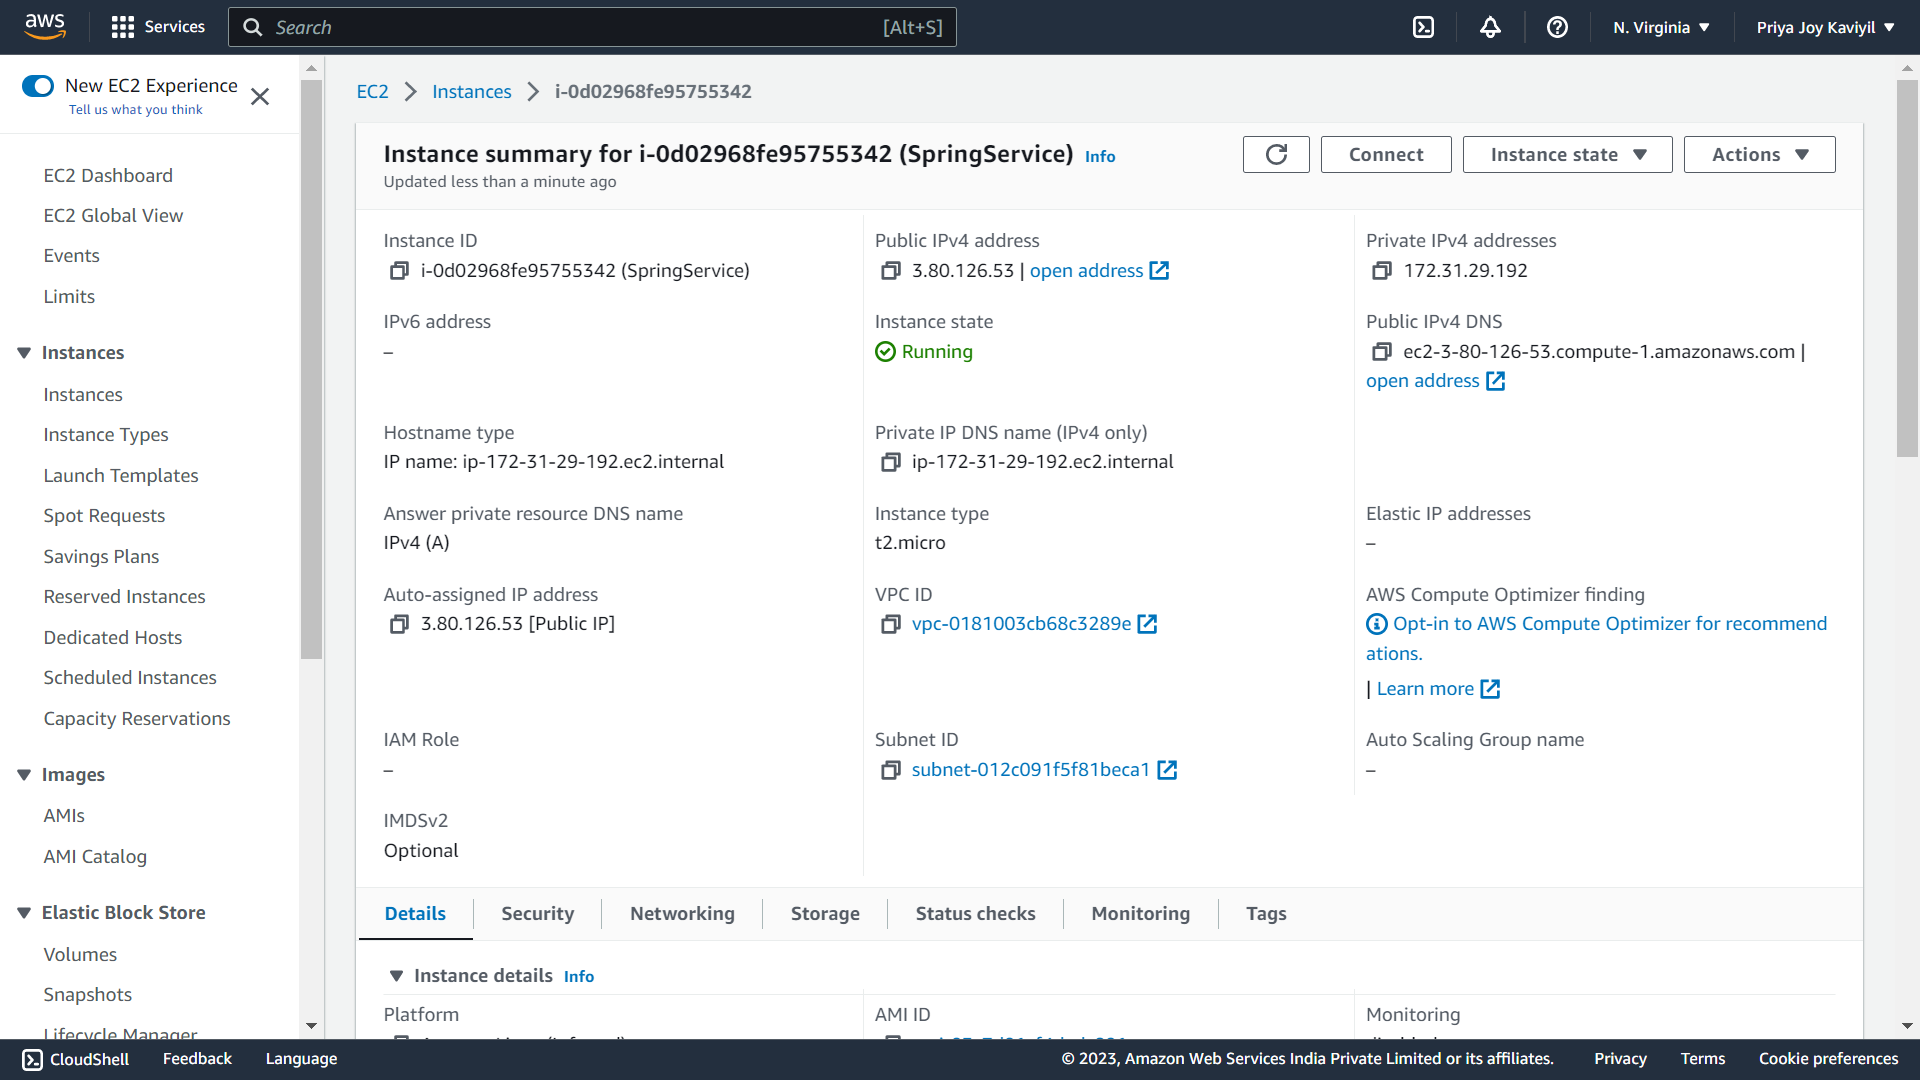 aws
Services
Search
[Alt+S]
N. Virginia
Priya Joy Kaviyil
New EC2 Experience
Tell us what you think
EC2 Dashboard
EC2 Global View
Events
Limits
Instances
Instances
Instance Types
Launch Templates
Spot Requests
Savings Plans
Reserved Instances
Dedicated Hosts
Scheduled Instances
Capacity Reservations
Images
AMIs
AMI Catalog
Elastic Block Store
Volumes
Snapshots
Lifecycle Manager
EC2 > Instances > i-0d02968fe95755342
Instance summary for i-0d02968fe95755342 (SpringService) Info
Updated less than a minute ago
Connect
Instance state
Actions
Instance ID
i-0d02968fe95755342 (SpringService)
Public IPv4 address
3.80.126.53 | open address
Private IPv4 addresses
172.31.29.192
IPv6 address
–
Instance state
Running
Public IPv4 DNS
ec2-3-80-126-53.compute-1.amazonaws.com |
open address
Hostname type
IP name: ip-172-31-29-192.ec2.internal
Private IP DNS name (IPv4 only)
ip-172-31-29-192.ec2.internal
Answer private resource DNS name
IPv4 (A)
Instance type
t2.micro
Elastic IP addresses
–
Auto-assigned IP address
3.80.126.53 [Public IP]
VPC ID
vpc-0181003cb68c3289e
AWS Compute Optimizer finding
Opt-in to AWS Compute Optimizer for recommend
ations.
| Learn more
IAM Role
–
Subnet ID
subnet-012c091f5f81beca1
Auto Scaling Group name
–
IMDSv2
Optional
Details
Security
Networking
Storage
Status checks
Monitoring
Tags
Instance details Info
Platform
AMI ID
Monitoring
CloudShell
Feedback
Language
© 2023, Amazon Web Services India Private Limited or its affiliates.
Privacy
Terms
Cookie preferences